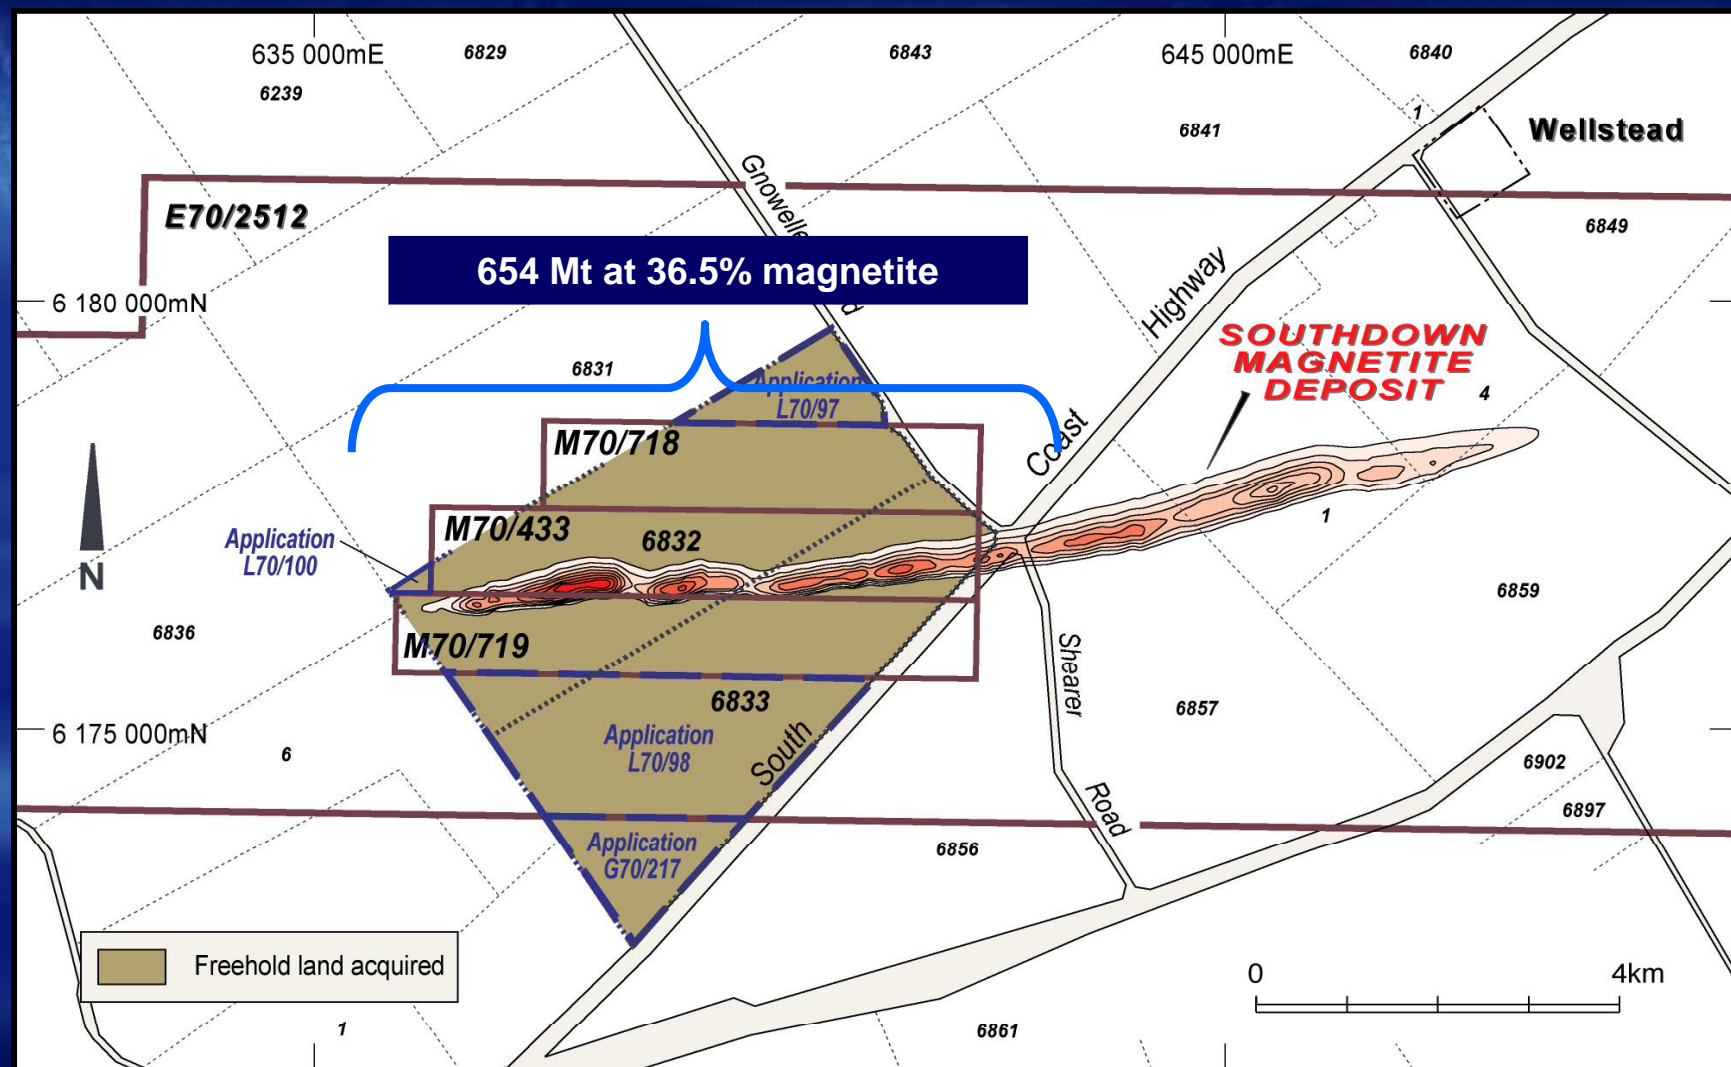 635 000mE
6829
6843
645 000mE
6840
6239
1
6841
Wellstead
E70/2512
6849
654 Mt at 36.5% magnetite
6 180 000mN
Highway
SOUTHDOWN
MAGNETITE
DEPOSIT
6831
Application
L70/97
4
M70/718
Coast
M70/433
6832
1
Application
L70/100
N
6859
6836
M70/719
Shearer
6833
6857
6 175 000mN
Application
L70/98
South
6
6902
Road
6897
Application
G70/217
6856
Freehold land acquired
0 4km
1
6861